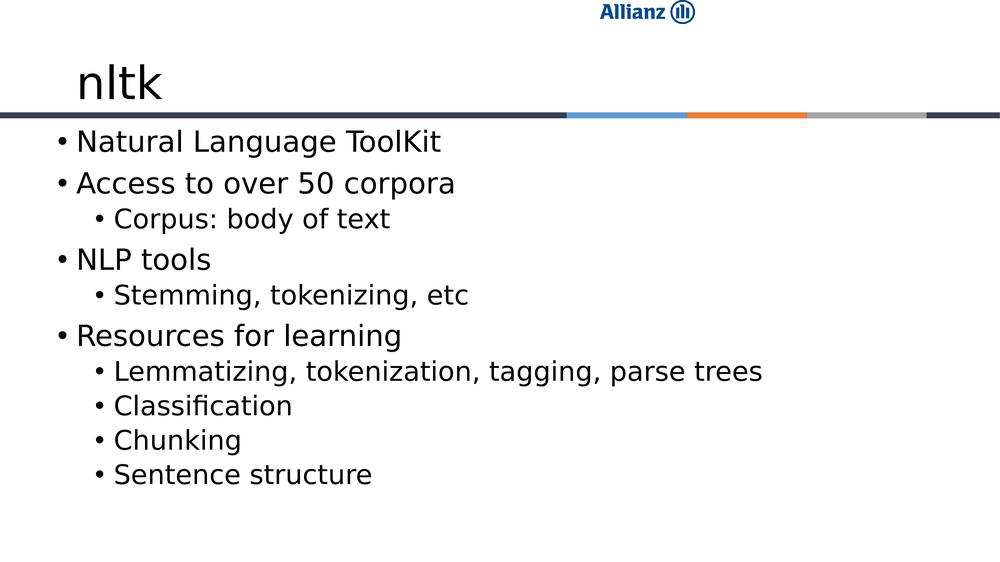 Allianz
nltk
• Natural Language ToolKit
• Access to over 50 corpora
• Corpus: body of text
• NLP tools
• Stemming, tokenizing, etc
• Resources for learning
• Lemmatizing, tokenization, tagging, parse trees
• Classification
• Chunking
• Sentence structure